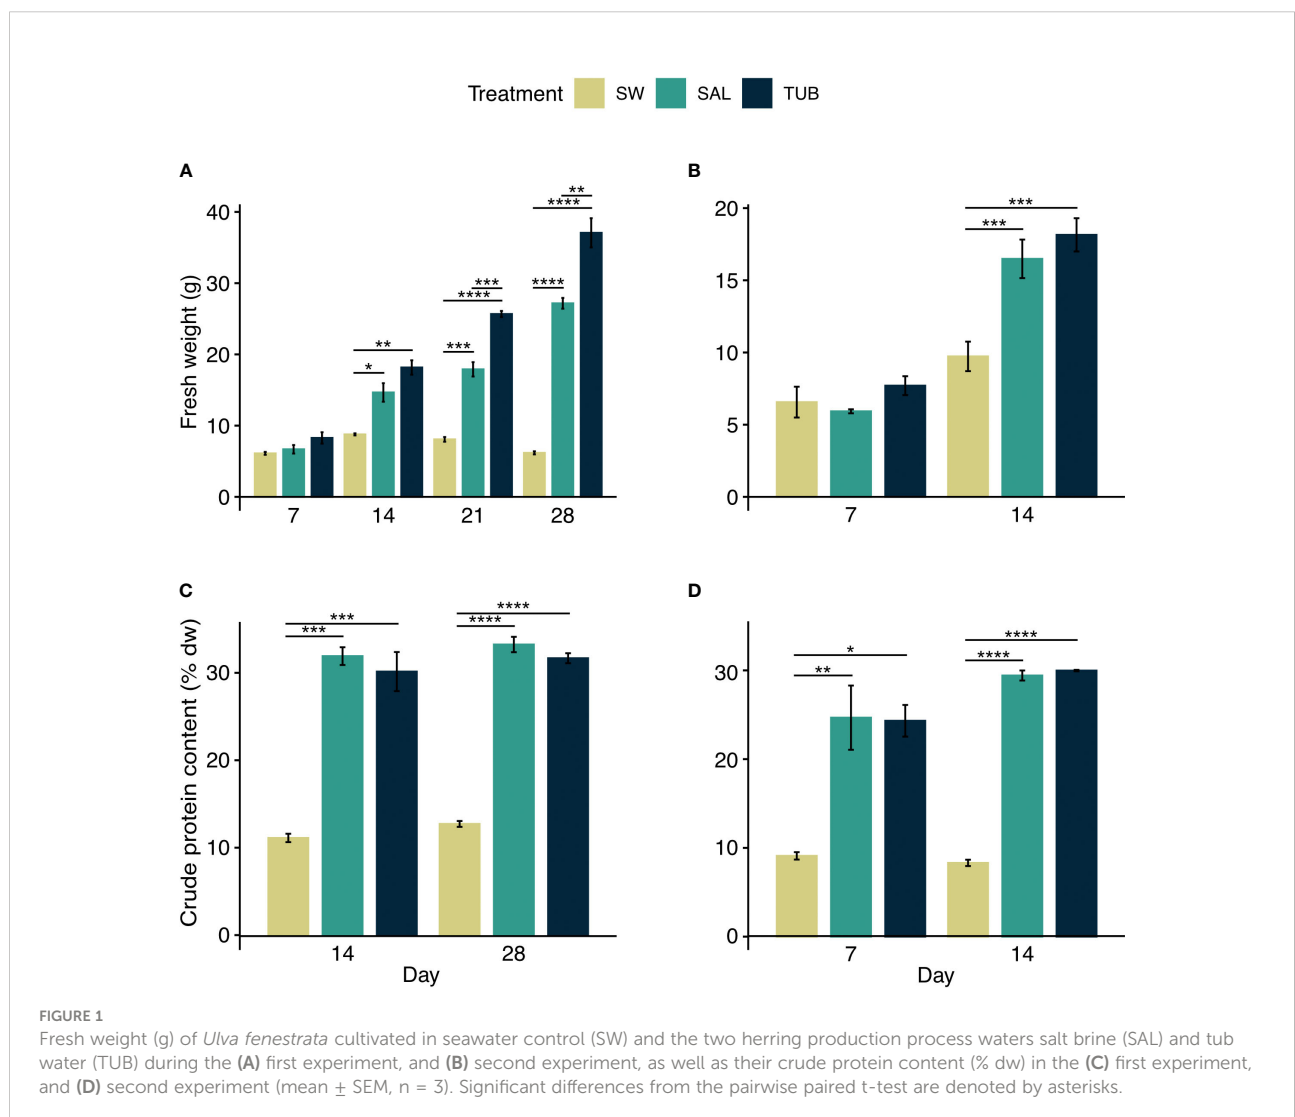 Treatment SW SAL TUB
A
B
Fresh weight (g)
40
30
20
10
0
* ** *** **** *** **** **** **
7 14 21 28
20
15
10
5
0
*** ***
7 14
C
D
Crude protein content (% dw)
30
20
10
0
*** *** **** ****
14 28
Day
30
20
10
0
** * **** ****
7 14
Day
FIGURE 1
Fresh weight (g) of Ulva fenestrata cultivated in seawater control (SW) and the two herring production process waters salt brine (SAL) and tub
water (TUB) during the (A) first experiment, and (B) second experiment, as well as their crude protein content (% dw) in the (C) first experiment,
and (D) second experiment (mean ± SEM, n = 3). Significant differences from the pairwise paired t-test are denoted by asterisks.